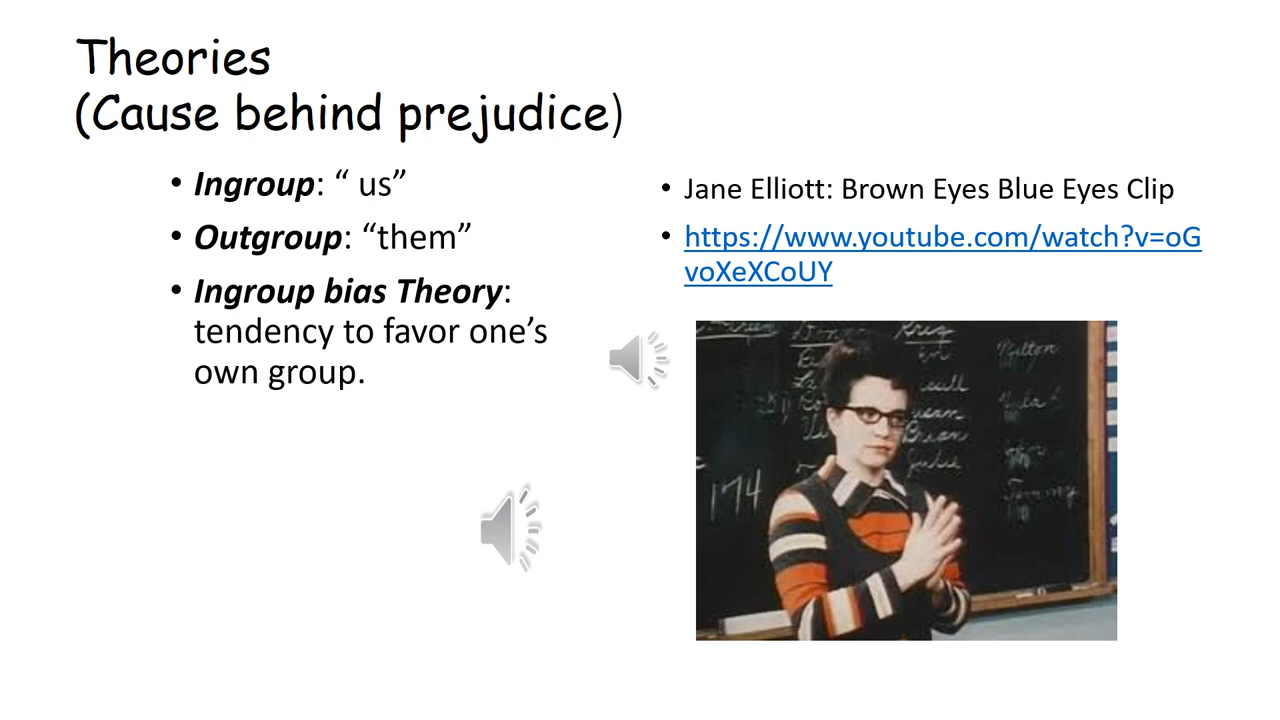 Theories
(Cause behind prejudice)
• Ingroup: “ us”
• Outgroup: “them”
• Ingroup bias Theory:
tendency to favor one’s
own group.
• Jane Elliott: Brown Eyes Blue Eyes Clip
• https://www.youtube.com/watch?v=oG
voXeXCoUY
174